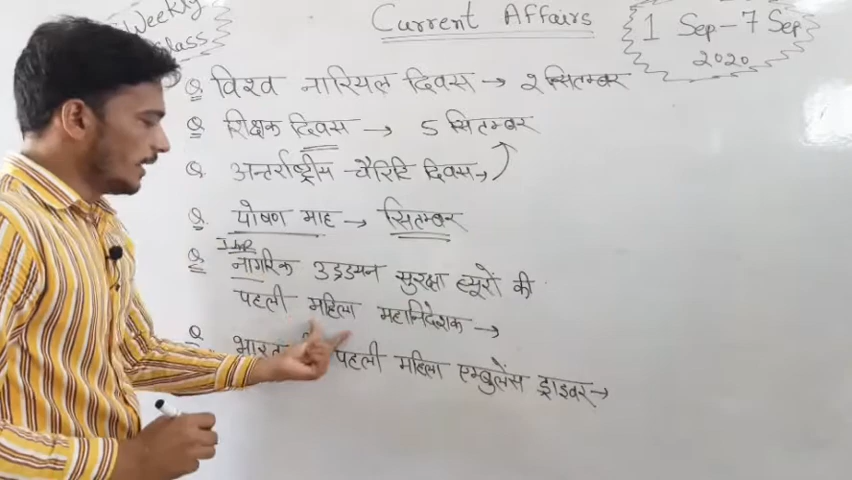 Weekly
Class
Current Affairs
1 Sep - 7 Sep
2020
Q. विश्व नारियल दिवस → 2 सितम्बर
Q. शिक्षक दिवस → 5 सितम्बर
Q. अन्तर्राष्ट्रीस चैरिटि दिवस →
Q. पोषण माह → सितम्बर
Imp
Q. नागरिक उड्डयन सुरक्षा ब्यूरों की
पहली महिला महानिदेशक →
Q. भारत पहली महिला एम्बुलेंस ड्राइवर →